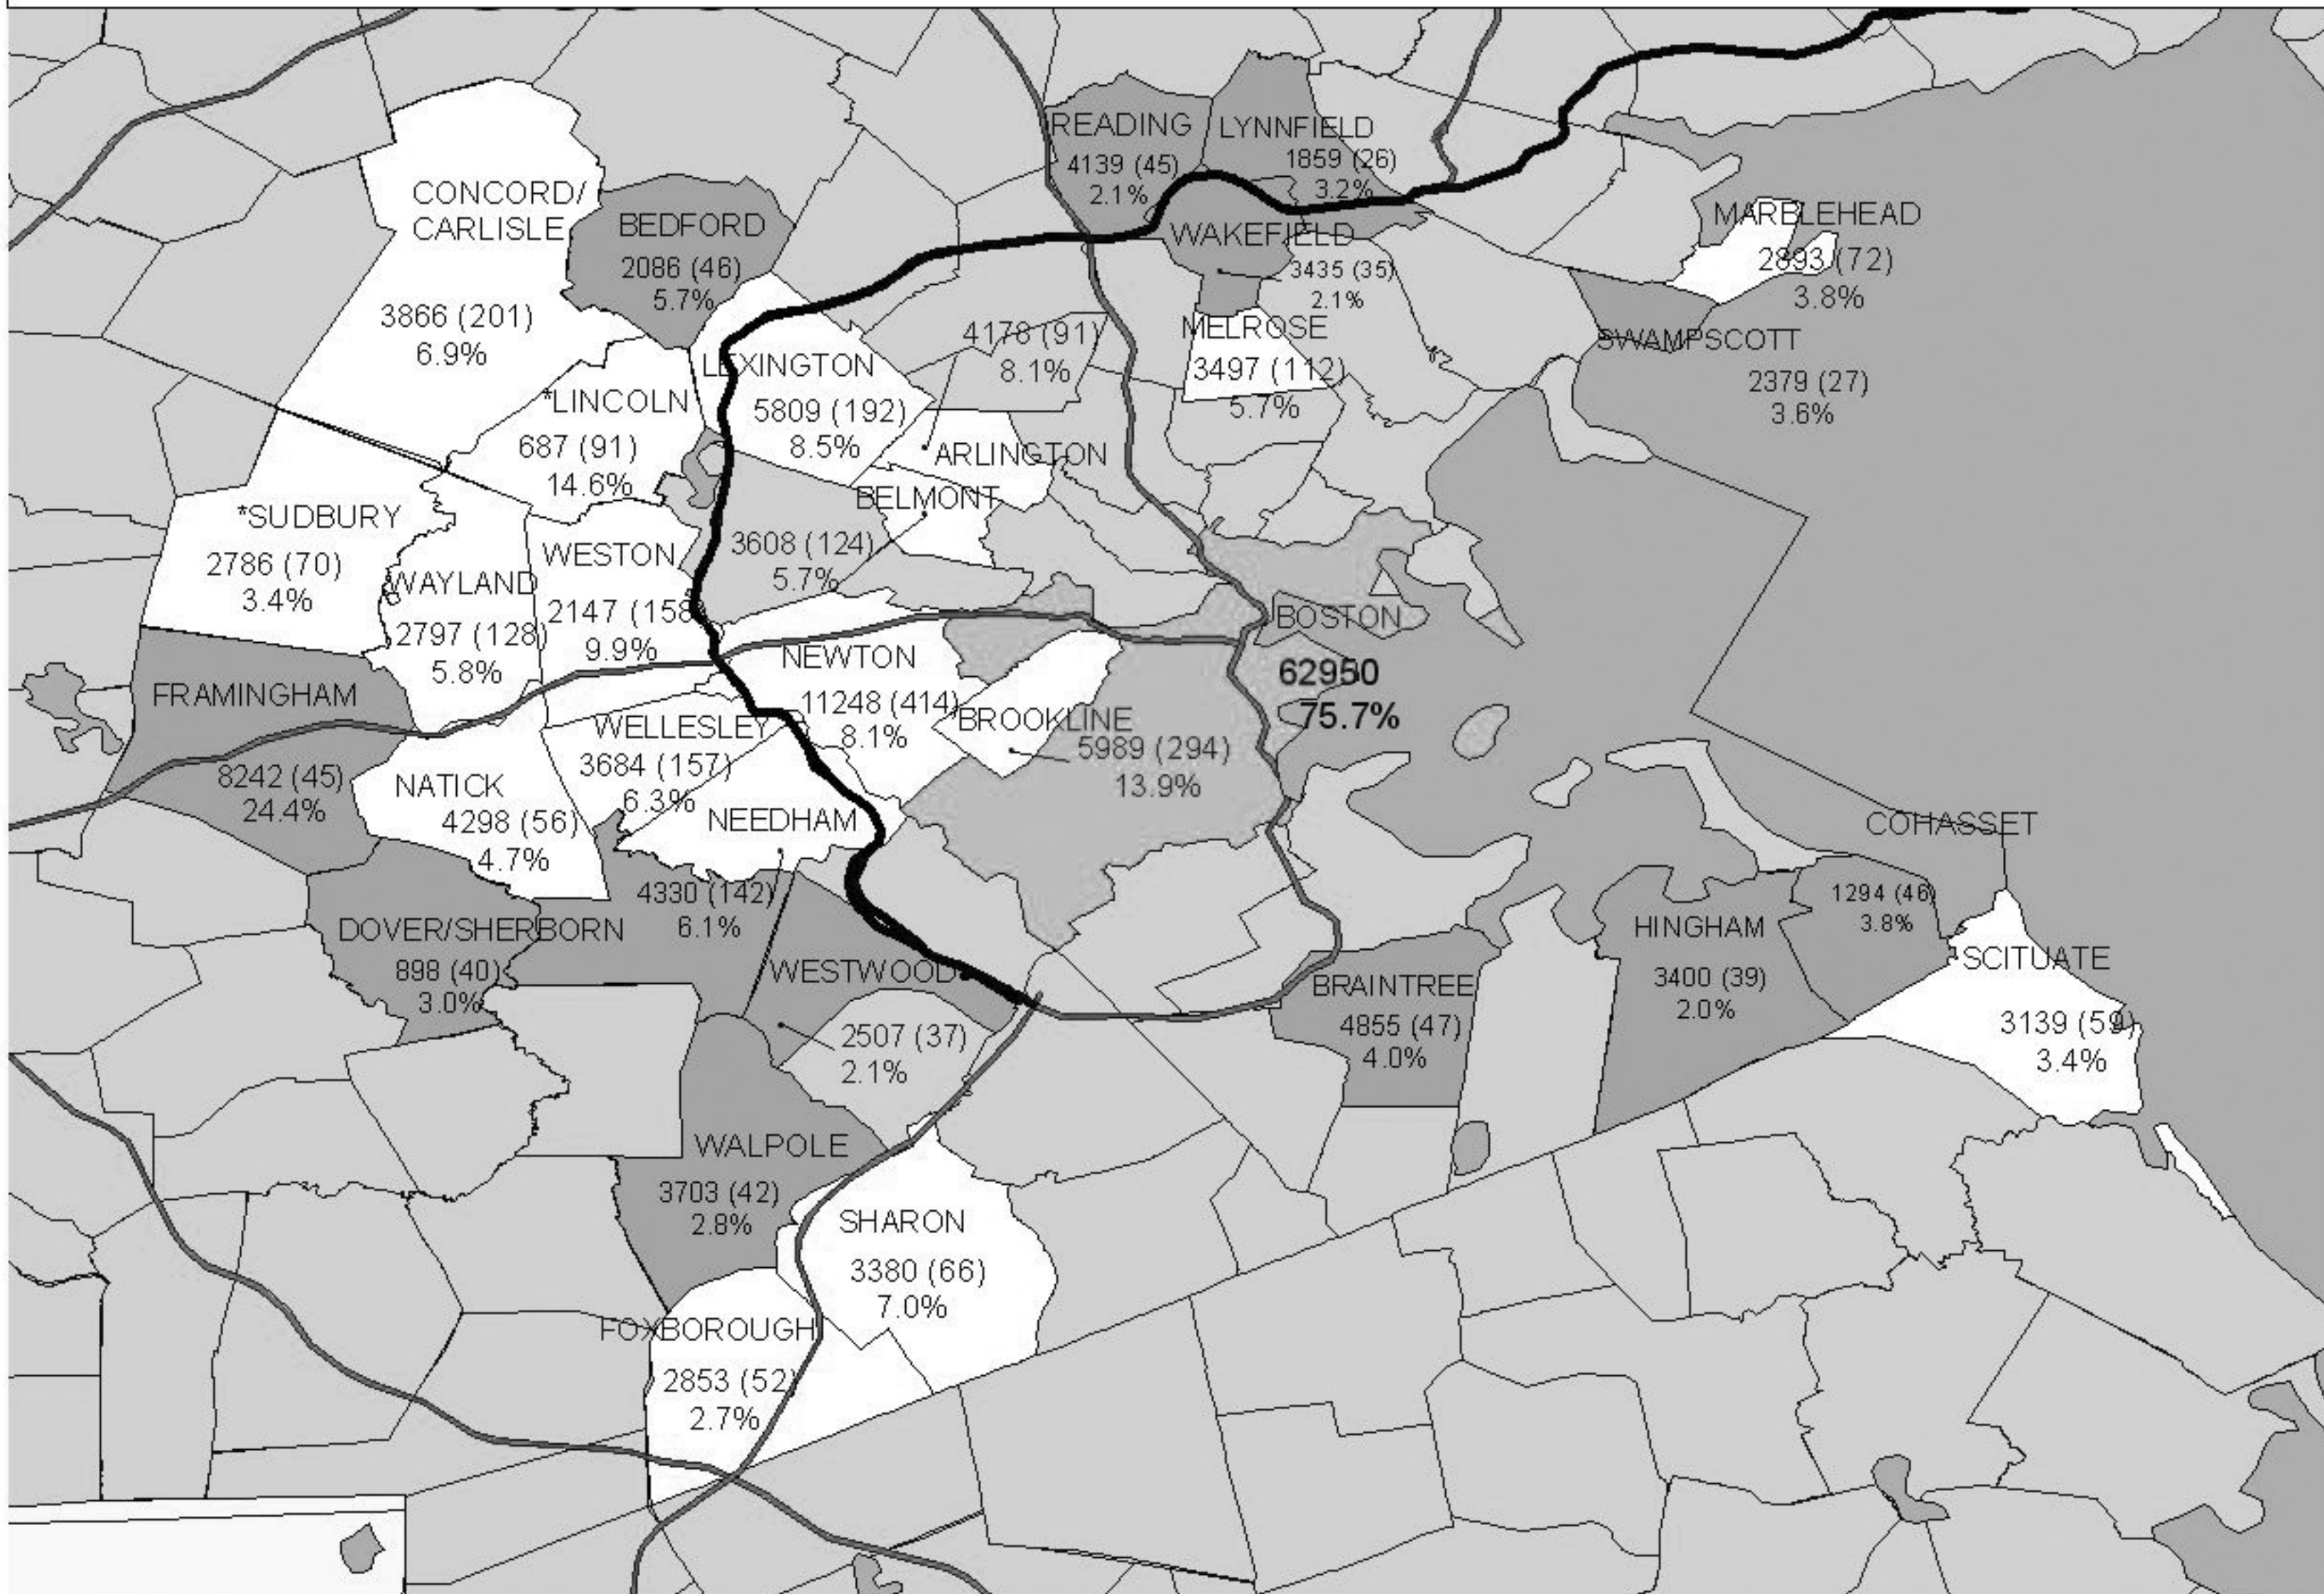 READING
4139 (45)
2.1%
LYNNFIELD
1859 (26)
3.2%
CONCORD/
CARLISLE
3866 (201)
6.9%
BEDFORD
2086 (46)
5.7%
WAKEFIELD
3435 (35)
2.1%
MARBLEHEAD
2893 (72)
3.8%
MELROSE
3497 (112)
5.7%
SWAMPSCOTT
2379 (27)
3.6%
4178 (91)
8.1%
ARLINGTON
LEXINGTON
5809 (192)
8.5%
*LINCOLN
687 (91)
14.6%
BELMONT
3608 (124)
5.7%
*SUDBURY
2786 (70)
3.4%
WAYLAND
2797 (128)
5.8%
WESTON
2147 (158)
9.9%
BOSTON
62950
75.7%
NEWTON
11248 (414)
8.1%
BROOKLINE
5989 (294)
13.9%
FRAMINGHAM
8242 (45)
24.4%
WELLESLEY
3684 (157)
6.3%
NATICK
4298 (56)
4.7%
NEEDHAM
4330 (142)
6.1%
COHASSET
1294 (46)
3.8%
DOVER/SHERBORN
898 (40)
3.0%
WESTWOOD
2507 (37)
2.1%
HINGHAM
3400 (39)
2.0%
SCITUATE
3139 (59)
3.4%
BRAINTREE
4855 (47)
4.0%
WALPOLE
3703 (42)
2.8%
SHARON
3380 (66)
7.0%
FOXBOROUGH
2853 (52)
2.7%